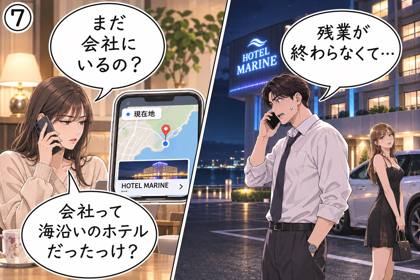 ⑦
まだ
会社に
いるの？
現在地
HOTEL MARINE
会社って
海沿いのホテル
だったっけ？
残業が
終わらなくて…
HOTEL
MARINE